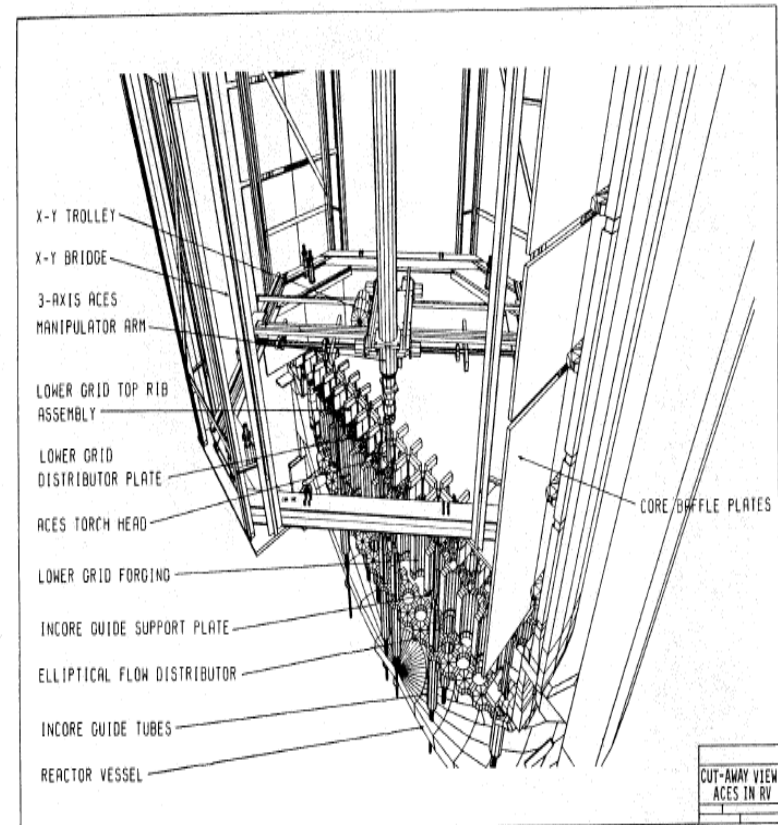 X-Y TROLLEY
X-Y BRIDGE
3-AXIS ACES
MANIPULATOR ARM
LOWER GRID TOP RIB
ASSEMBLY
LOWER GRID
DISTRIBUTOR PLATE
ACES TORCH HEAD
LOWER GRID FORGING
INCORE GUIDE SUPPORT PLATE
ELLIPTICAL FLOW DISTRIBUTOR
INCORE GUIDE TUBES
REACTOR VESSEL
CORE BAFFLE PLATES
CUT-AWAY VIEW
ACES IN RV